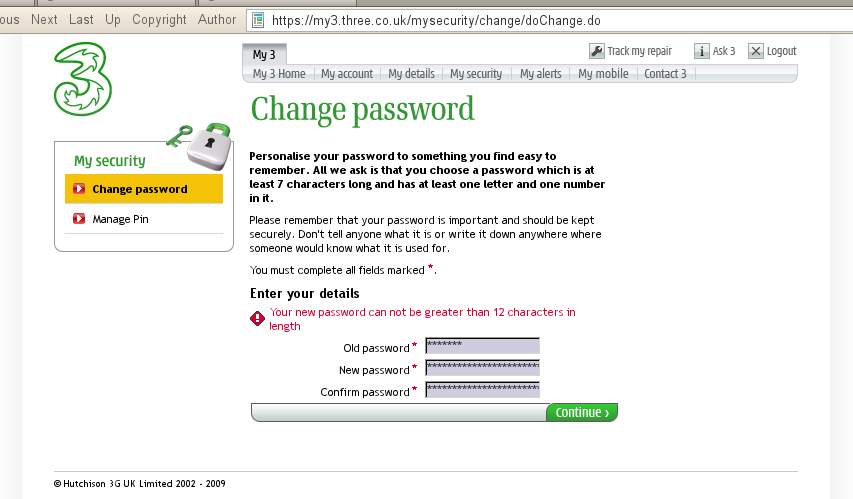 ous Next Last Up Copyright Author https://my3.three.co.uk/mysecurity/change/doChange.do
3
My 3
Track my repair
Ask 3
Logout
My 3 Home My account My details My security My alerts My mobile Contact 3
Change password
My security
Change password
Manage Pin
Personalise your password to something you find easy to
remember. All we ask is that you choose a password which is at
least 7 characters long and has at least one letter and one number
in it.
Please remember that your password is important and should be kept
securely. Don't tell anyone what it is or write it down anywhere where
someone would know what it is used for.
You must complete all fields marked *.
Enter your details
Your new password can not be greater than 12 characters in
length
Old password * *******
New password * ***********************
Confirm password * ***********************
Continue ›
© Hutchison 3G UK Limited 2002 - 2009